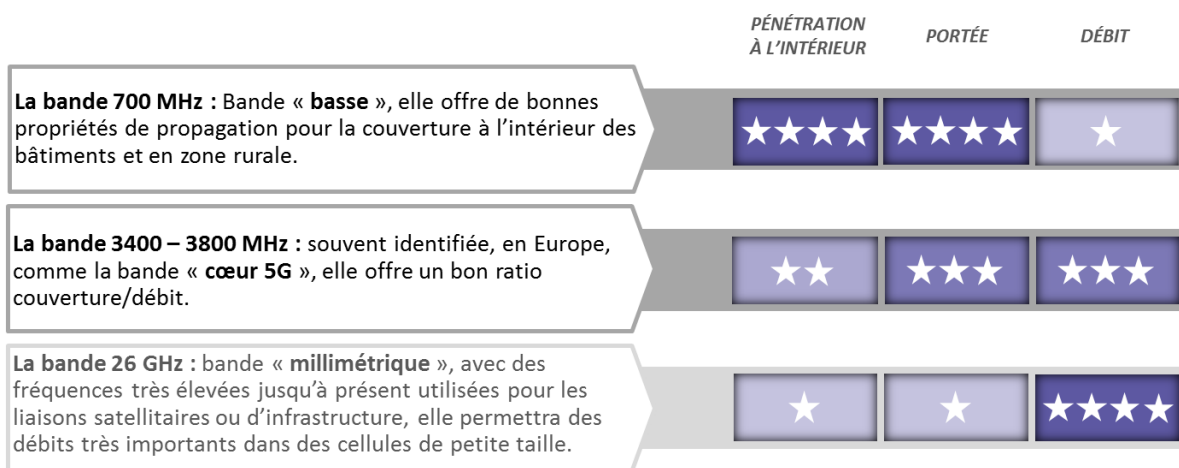 PÉNÉTRATION
À L’INTÉRIEUR
PORTÉE
DÉBIT
La bande 700 MHz : Bande « basse », elle offre de bonnes
propriétés de propagation pour la couverture à l’intérieur des
bâtiments et en zone rurale.
La bande 3400 – 3800 MHz : souvent identifiée, en Europe,
comme la bande « cœur 5G », elle offre un bon ratio
couverture/débit.
La bande 26 GHz : bande « millimétrique », avec des
fréquences très élevées jusqu’à présent utilisées pour les
liaisons satellitaires ou d’infrastructure, elle permettra des
débits très importants dans des cellules de petite taille.